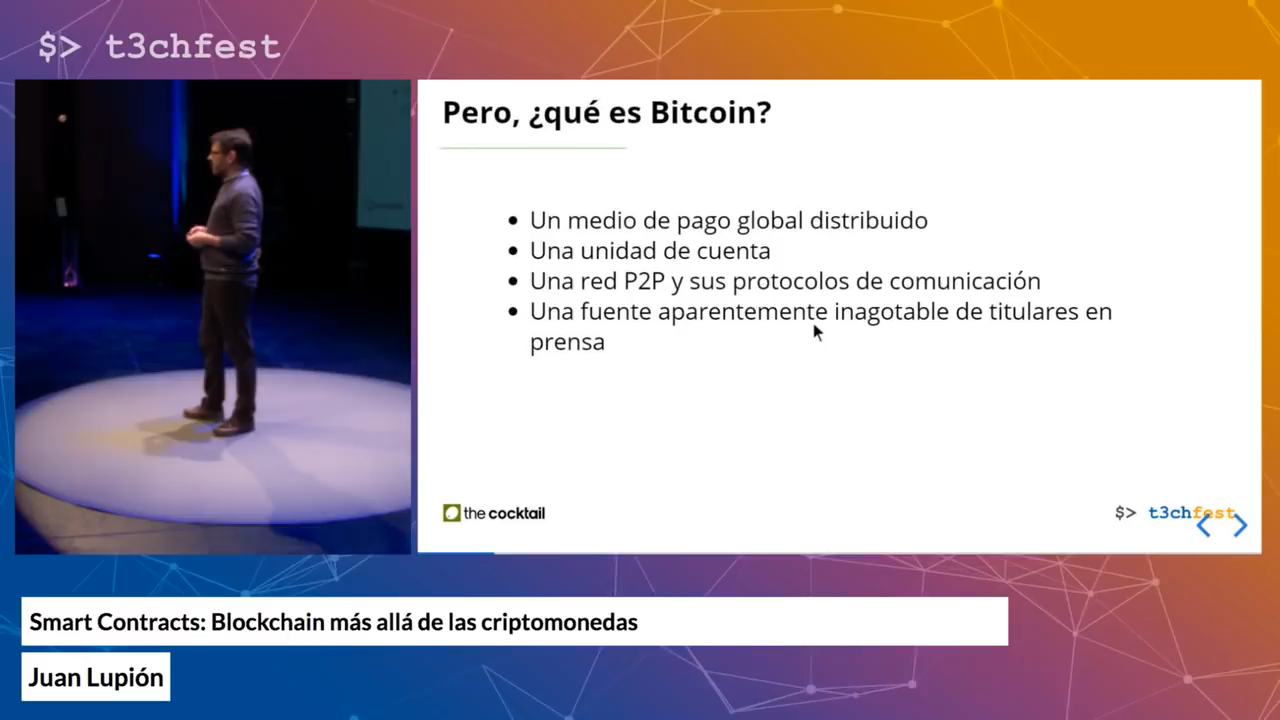 $> t3chfest
Pero, ¿qué es Bitcoin?
• Un medio de pago global distribuido
• Una unidad de cuenta
• Una red P2P y sus protocolos de comunicación
• Una fuente aparentemente inagotable de titulares en
prensa
the cocktail
$> t3chfest
Smart Contracts: Blockchain más allá de las criptomonedas
Juan Lupión